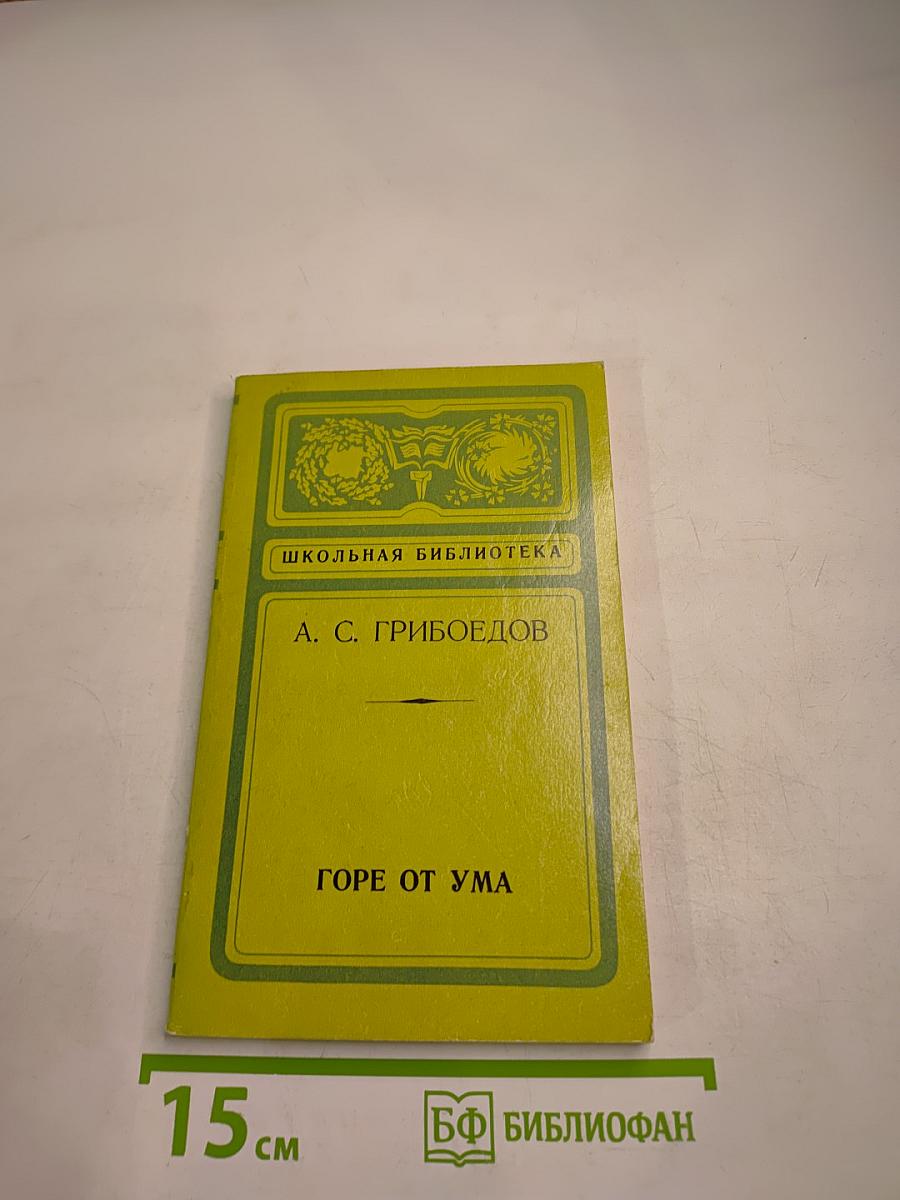 ШКОЛЬНАЯ БИБЛИОТЕКА
А. С. ГРИБОЕДОВ
ГОРЕ ОТ УМА
15 см
БФ БИБЛИОФАН